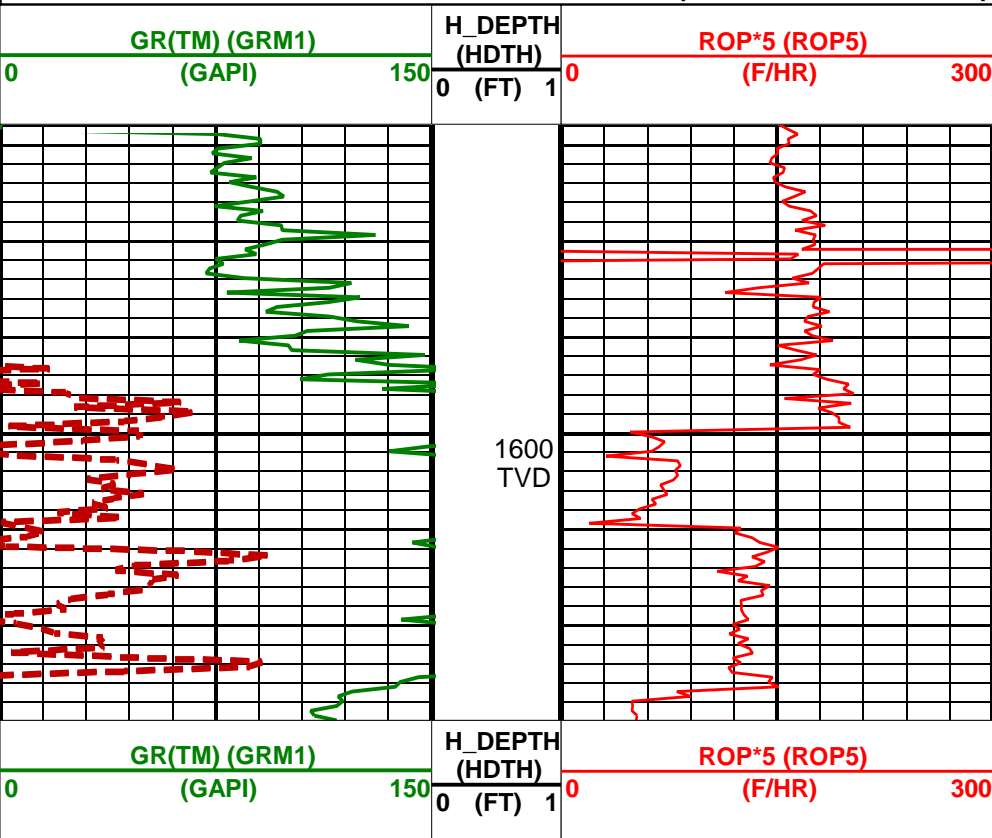 GR(TM) (GRM1)
0 (GAPI) 150
H_DEPTH
(HDTH)
0 (FT) 1
ROP*5 (ROP5)
0 (F/HR) 300
1600
TVD
GR(TM) (GRM1)
0 (GAPI) 150
H_DEPTH
(HDTH)
0 (FT) 1
ROP*5 (ROP5)
0 (F/HR) 300